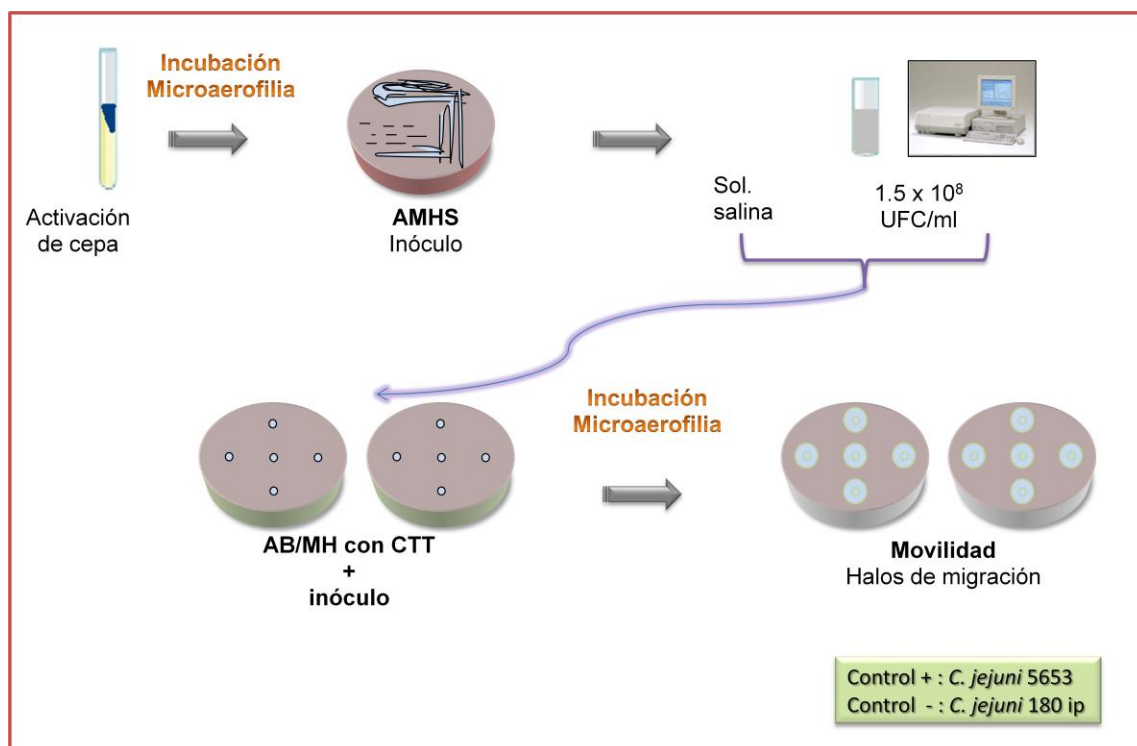 Incubación
Microaerofilia
Activación
de cepa
AMHS
Inóculo
Sol.
salina
1.5 x 10⁸
UFC/ml
Incubación
Microaerofilia
AB/MH con CTT
+
inóculo
Movilidad
Halos de migración
Control + : C. jejuni 5653
Control - : C. jejuni 180 ip